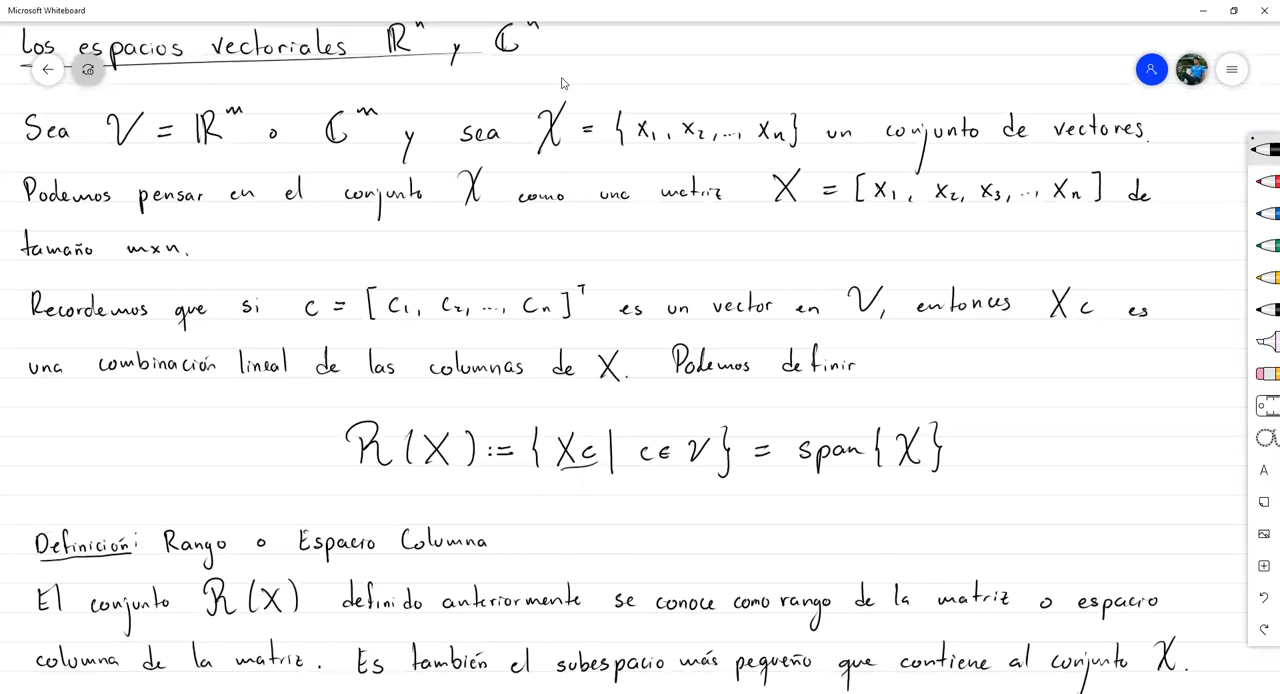 Microsoft Whiteboard
Los espacios vectoriales ℝⁿ y ℂⁿ
Sea 𝒱 = ℝᵐ o ℂᵐ y sea 𝒳 = {x₁, x₂, ..., xₙ} un conjunto de vectores.
Podemos pensar en el conjunto 𝒳 como una matriz X = [x₁, x₂, x₃, ..., xₙ] de
tamaño m×n.
Recordemos que si c = [c₁, c₂, ..., cₙ]ᵀ es un vector en 𝒱, entonces Xc es
una combinación lineal de las columnas de X. Podemos definir
ℛ(X) := {Xc | c ∈ 𝒱} = span{𝒳}
Definición: Rango o Espacio Columna
El conjunto ℛ(X) definido anteriormente se conoce como rango de la matriz o espacio
columna de la matriz. Es también el subespacio más pequeño que contiene al conjunto 𝒳.